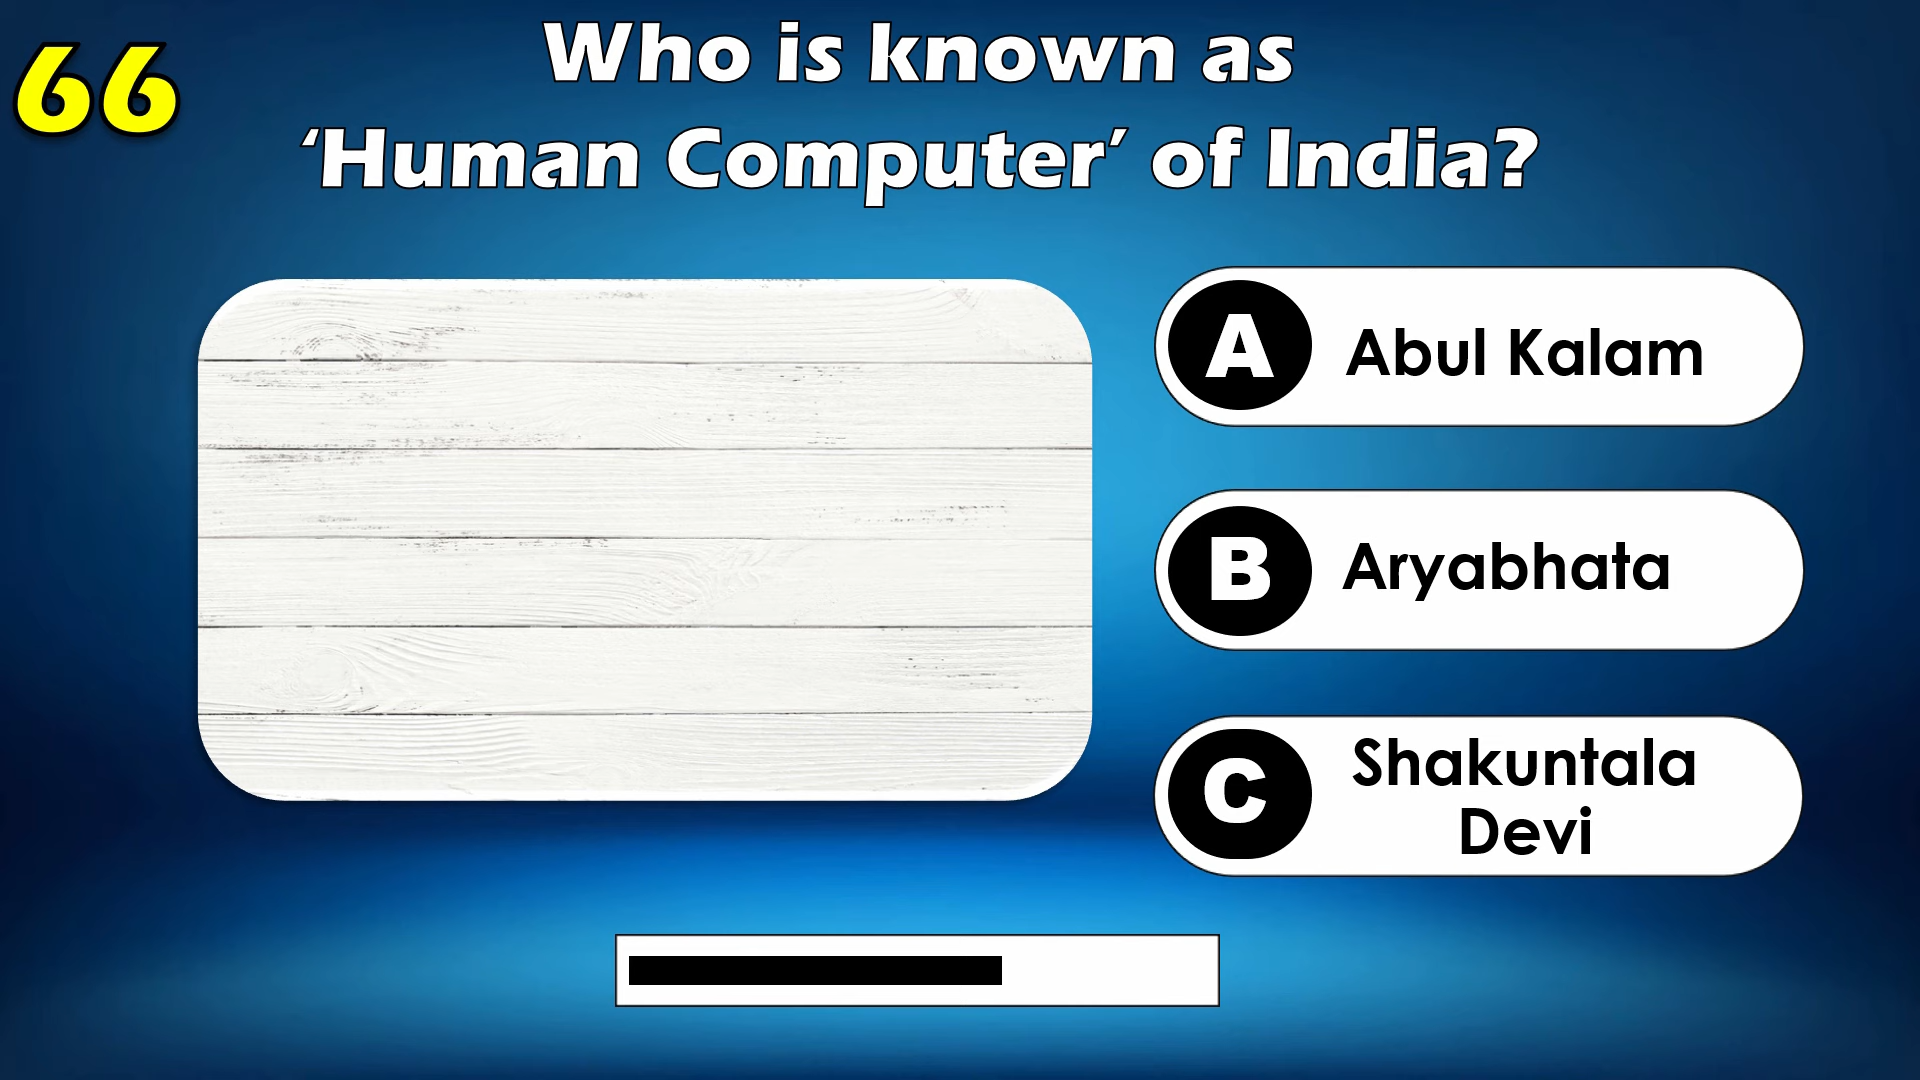 66
Who is known as
‘Human Computer’ of India?
A Abul Kalam
B Aryabhata
C Shakuntala
Devi